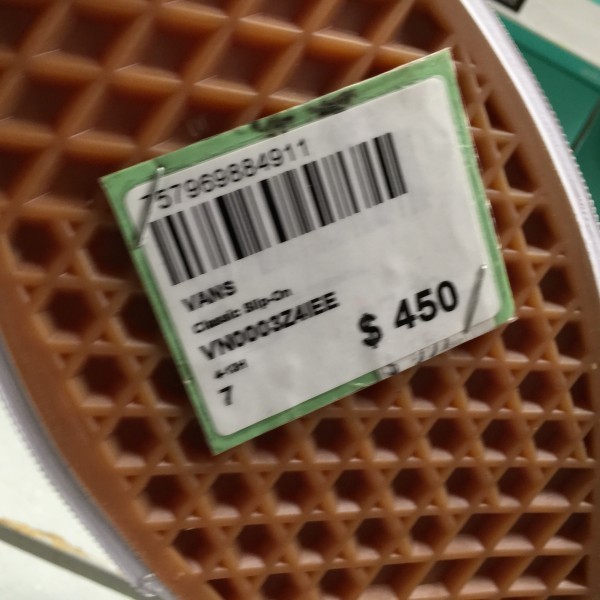 757969884911
VANS
Classic Slip-On
VN0003Z4IEE
$ 450
7